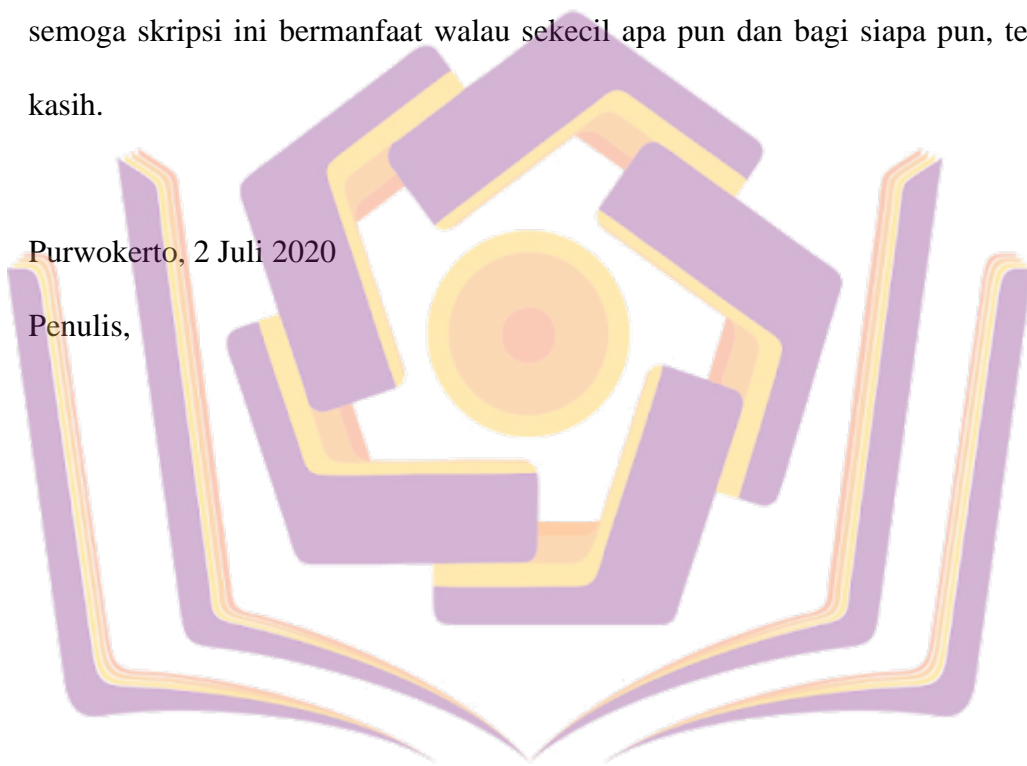 semoga skripsi ini bermanfaat walau sekecil apa pun dan bagi siapa pun, te
kasih.
Purwokerto, 2 Juli 2020
Penulis,